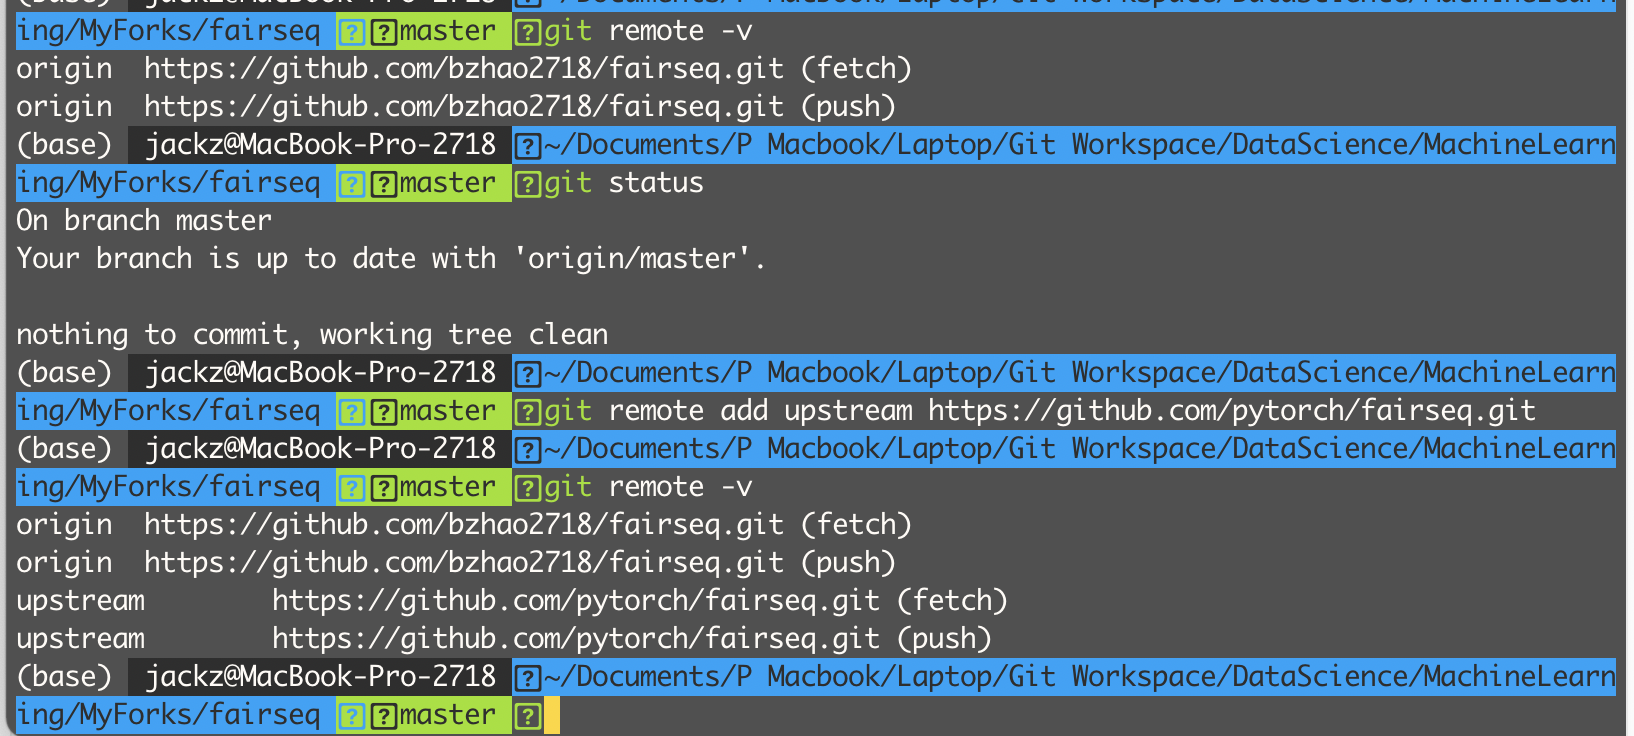 (base) jackz@MacBook-Pro-2718 ~/Documents/P Macbook/Laptop/Git Workspace/DataScience/MachineLearn
ing/MyForks/fairseq master git remote -v
origin  https://github.com/bzhao2718/fairseq.git (fetch)
origin  https://github.com/bzhao2718/fairseq.git (push)
(base) jackz@MacBook-Pro-2718 ~/Documents/P Macbook/Laptop/Git Workspace/DataScience/MachineLearn
ing/MyForks/fairseq master git status
On branch master
Your branch is up to date with 'origin/master'.
nothing to commit, working tree clean
(base) jackz@MacBook-Pro-2718 ~/Documents/P Macbook/Laptop/Git Workspace/DataScience/MachineLearn
ing/MyForks/fairseq master git remote add upstream https://github.com/pytorch/fairseq.git
(base) jackz@MacBook-Pro-2718 ~/Documents/P Macbook/Laptop/Git Workspace/DataScience/MachineLearn
ing/MyForks/fairseq master git remote -v
origin  https://github.com/bzhao2718/fairseq.git (fetch)
origin  https://github.com/bzhao2718/fairseq.git (push)
upstream        https://github.com/pytorch/fairseq.git (fetch)
upstream        https://github.com/pytorch/fairseq.git (push)
(base) jackz@MacBook-Pro-2718 ~/Documents/P Macbook/Laptop/Git Workspace/DataScience/MachineLearn
ing/MyForks/fairseq master